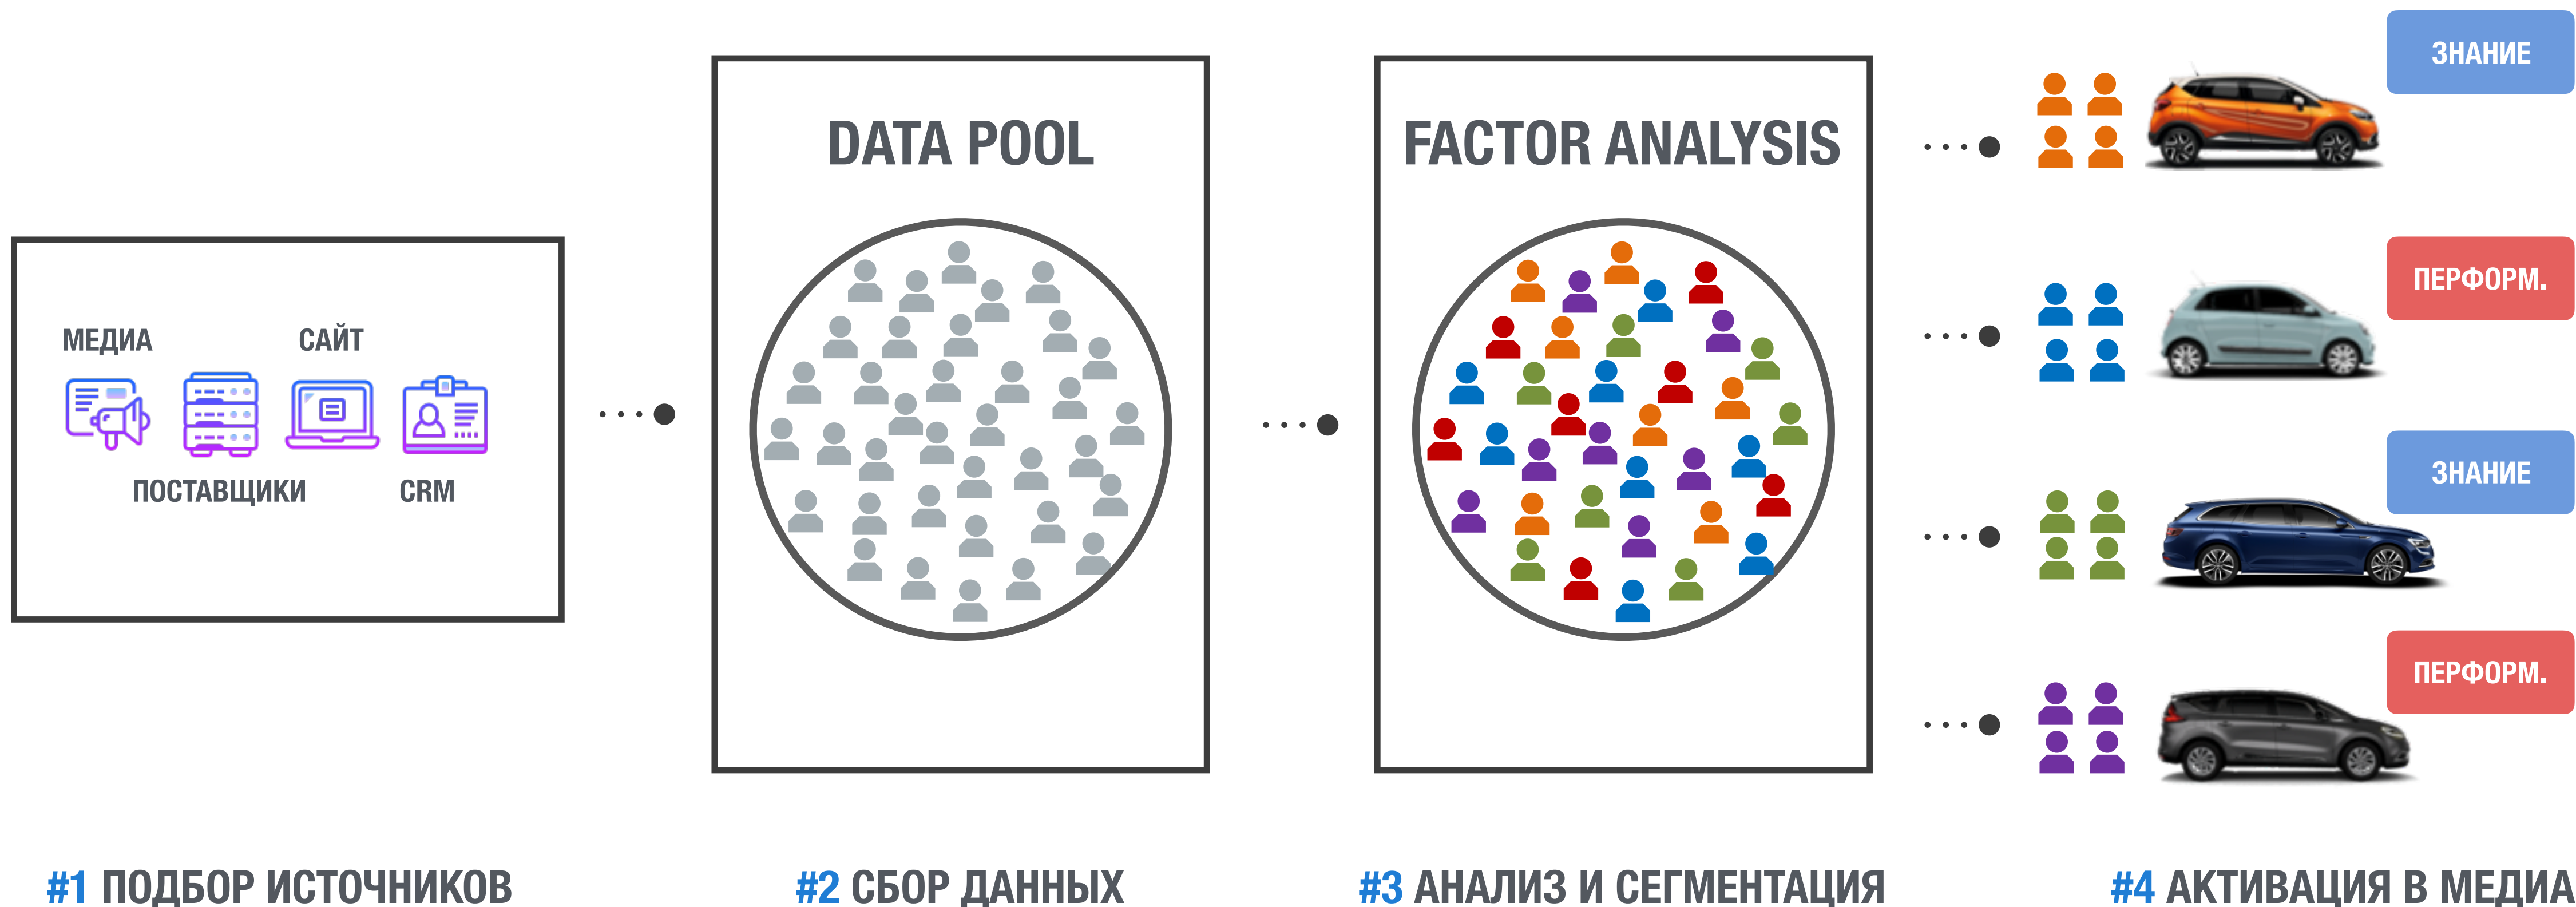 МЕДИА
САЙТ
ПОСТАВЩИКИ
CRM
#1 ПОДБОР ИСТОЧНИКОВ
DATA POOL
#2 СБОР ДАННЫХ
FACTOR ANALYSIS
#3 АНАЛИЗ И СЕГМЕНТАЦИЯ
ЗНАНИЕ
ПЕРФОРМ.
ЗНАНИЕ
ПЕРФОРМ.
#4 АКТИВАЦИЯ В МЕДИА